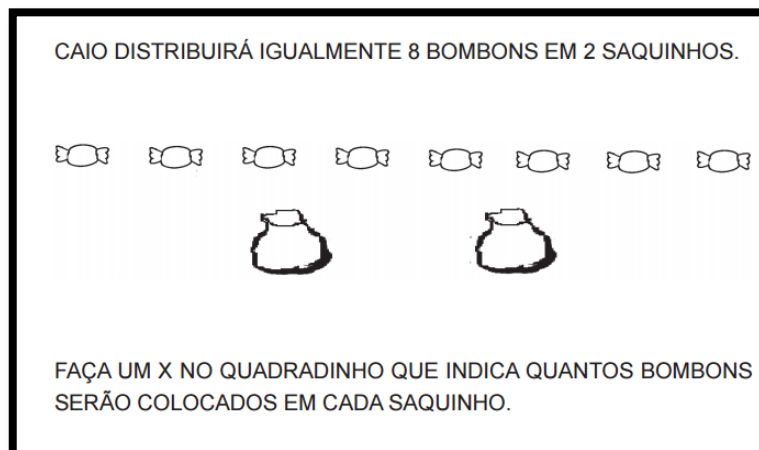 CAIO DISTRIBUIRÁ IGUALMENTE 8 BOMBONS EM 2 SAQUINHOS.
FAÇA UM X NO QUADRADINHO QUE INDICA QUANTOS BOMBONS
SERÃO COLOCADOS EM CADA SAQUINHO.